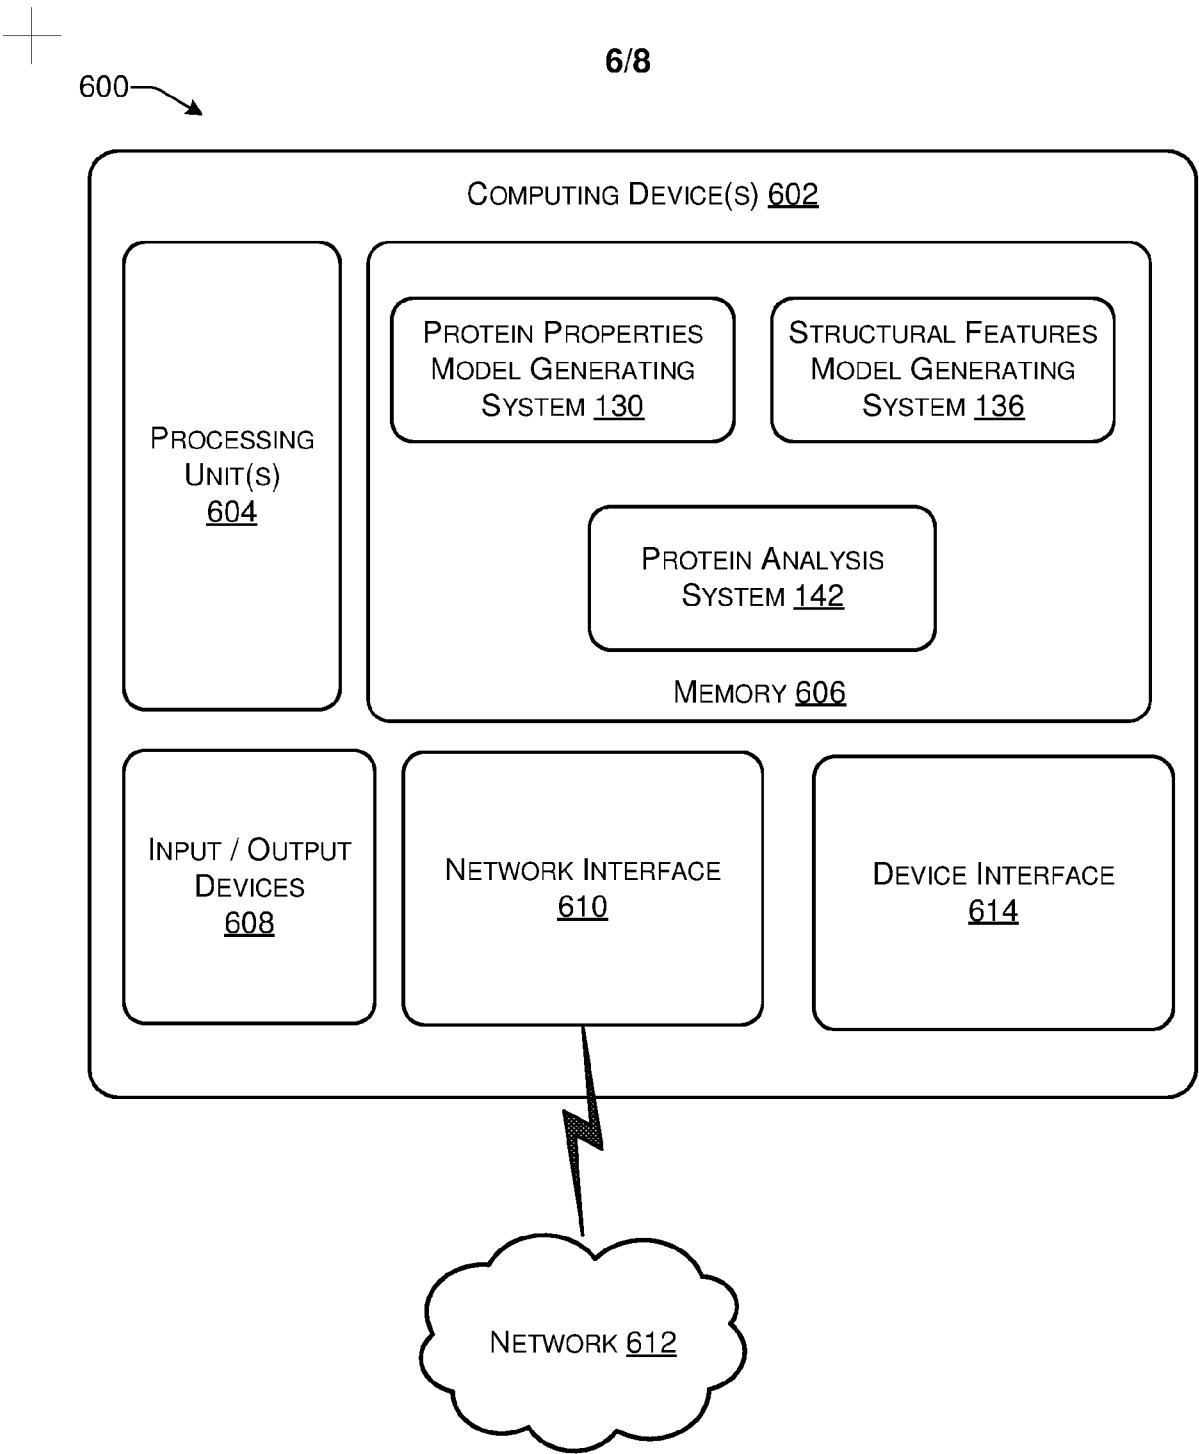 6/8
600
COMPUTING DEVICE(S) 602
PROCESSING
UNIT(S)
604
PROTEIN PROPERTIES
MODEL GENERATING
SYSTEM 130
STRUCTURAL FEATURES
MODEL GENERATING
SYSTEM 136
PROTEIN ANALYSIS
SYSTEM 142
MEMORY 606
INPUT / OUTPUT
DEVICES
608
NETWORK INTERFACE
610
DEVICE INTERFACE
614
NETWORK 612